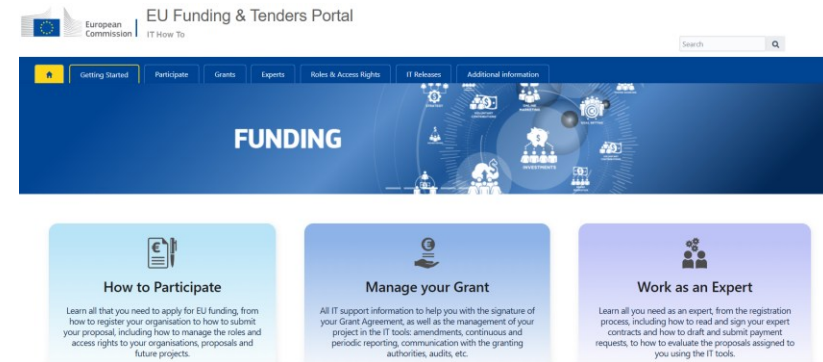 European
Commission
EU Funding & Tenders Portal
IT How To
Search
Getting Started
Participate
Grants
Experts
Roles & Access Rights
IT Releases
Additional information
FUNDING
STRATEGY
INVESTMENTS
How to Participate
Learn all that you need to apply for EU funding, from
how to register your organisation to how to submit
your proposal, including how to manage the roles and
access rights to your organisations, proposals and
future projects.
Manage your Grant
All IT support information to help you with the signature of
your Grant Agreement, as well as the management of your
project in the IT tools: amendments, continuous and
periodic reporting, communication with the granting
authorities, audits, etc.
Work as an Expert
Learn all you need as an expert, from the registration
process, including how to read and sign your expert
contracts and how to draft and submit payment
requests, to how to evaluate the proposals assigned to
you using the IT tools.